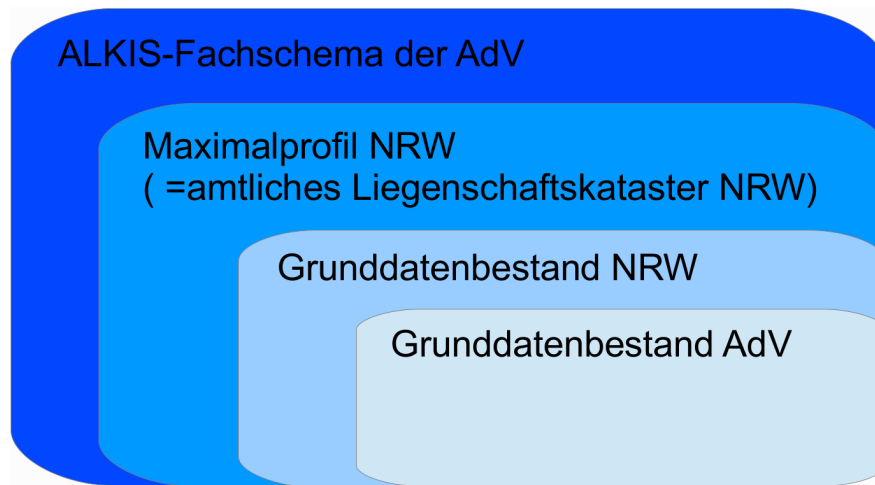 ALKIS-Fachschema der AdV
Maximalprofil NRW
( =amtliches Liegenschaftskataster NRW)
Grunddatenbestand NRW
Grunddatenbestand AdV